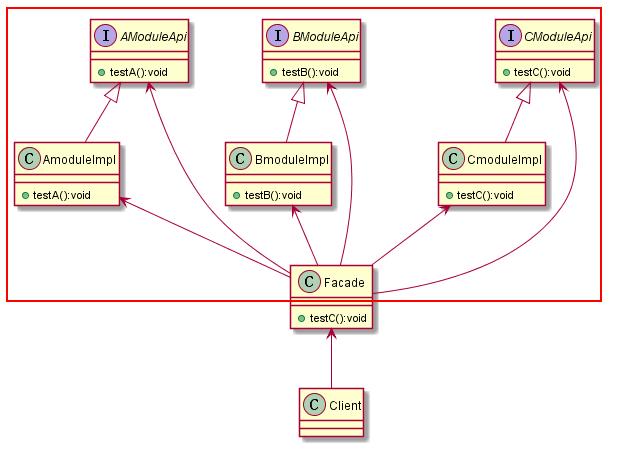 I AModuleApi
testA():void
I BModuleApi
testB():void
I CModuleApi
testC():void
C AmoduleImpl
testA():void
C BmoduleImpl
testB():void
C CmoduleImpl
testC():void
C Facade
testC():void
C Client